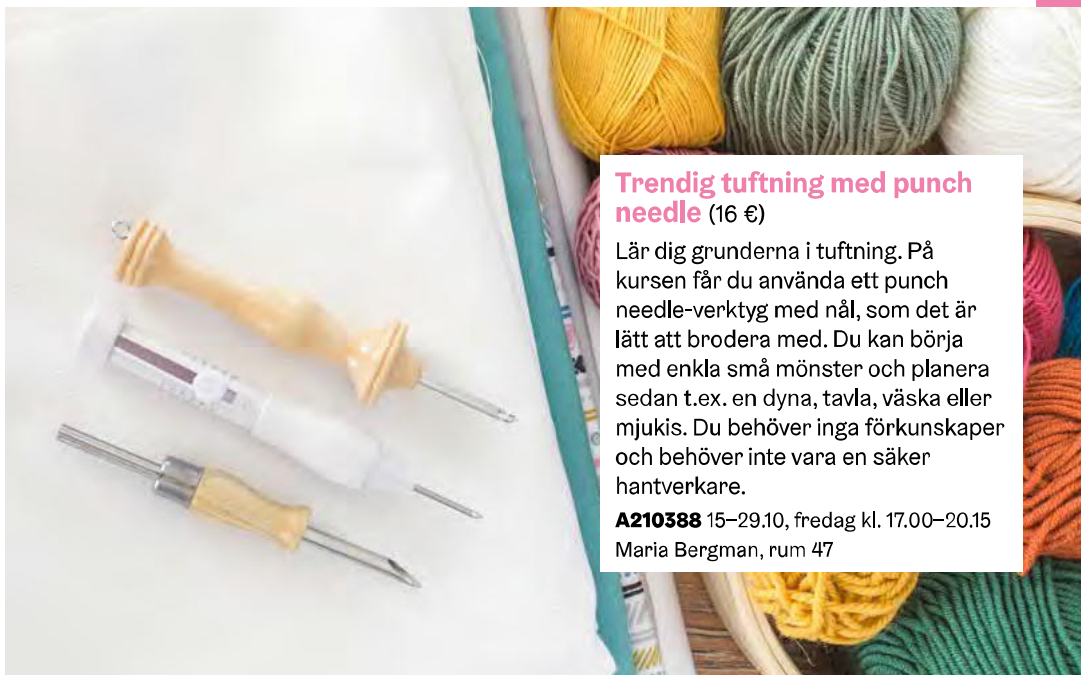 Trendig tuftning med punch
needle (16 €)
Lär dig grunderna i tuftning. På
kursen får du använda ett punch
needle-verktyg med nål, som det är
lätt att brodera med. Du kan börja
med enkla små mönster och planera
sedan t.ex. en dyna, tavla, väska eller
mjukis. Du behöver inga förkunskaper
och behöver inte vara en säker
hantverkare.
A210388 15–29.10, fredag kl. 17.00–20.15
Maria Bergman, rum 47